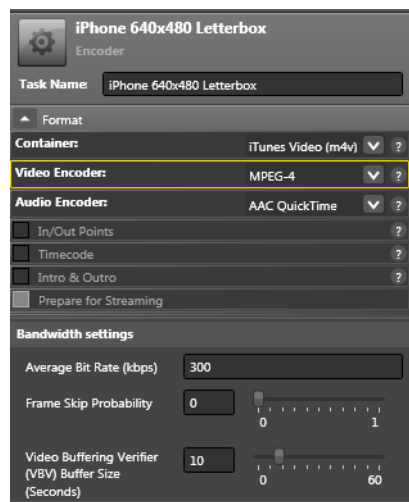 iPhone 640x480 Letterbox
Encoder
Task Name: iPhone 640x480 Letterbox
Format
Container: iTunes Video (m4v) ?
Video Encoder: MPEG-4 ?
Audio Encoder: AAC QuickTime ?
In/Out Points ?
Timecode ?
Intro & Outro ?
Prepare for Streaming
Bandwidth settings
Average Bit Rate (kbps) 300
Frame Skip Probability 0
0 1
Video Buffering Verifier
(VBV) Buffer Size 10
(Seconds) 0 60